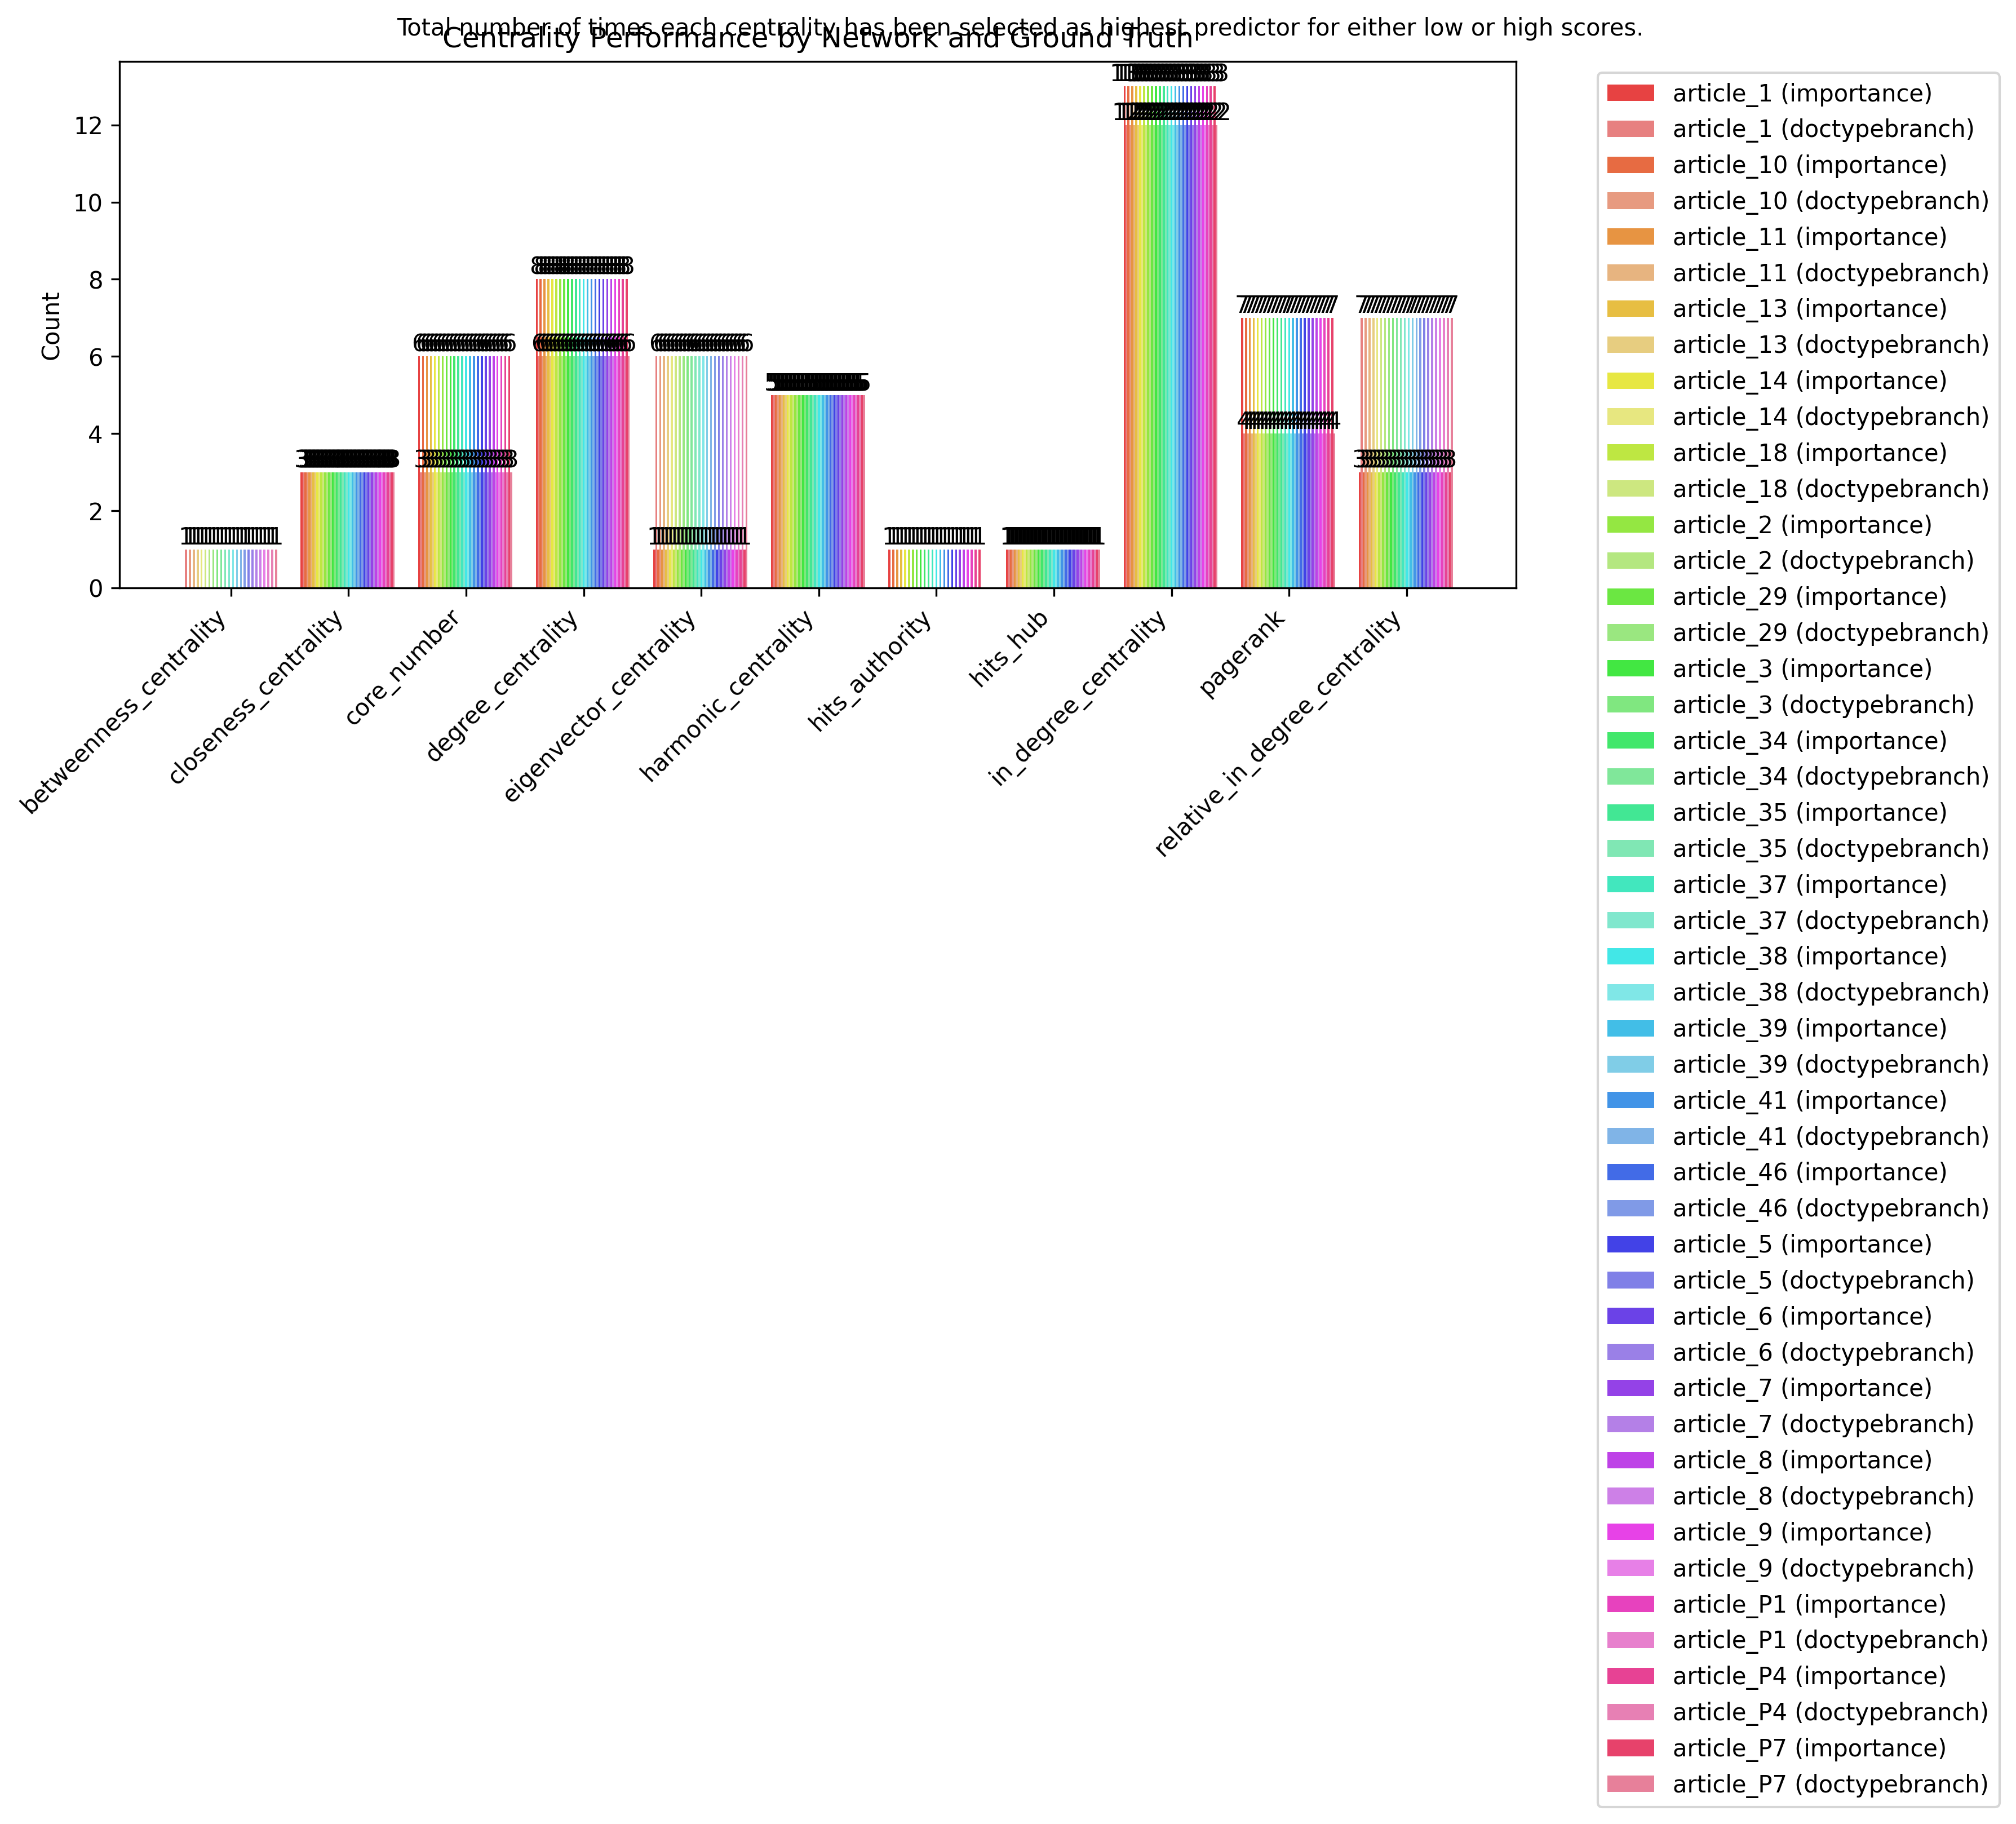 Total number of times each centrality has been selected as highest predictor for either low or high scores.
Centrality Performance by Network and Ground Truth
Count
12
10
8
6
4
2
0
betweenness_centrality
closeness_centrality
core_number
degree_centrality
eigenvector_centrality
harmonic_centrality
hits_authority
hits_hub
in_degree_centrality
pagerank
relative_in_degree_centrality
article_1 (importance)
article_1 (doctypebranch)
article_10 (importance)
article_10 (doctypebranch)
article_11 (importance)
article_11 (doctypebranch)
article_13 (importance)
article_13 (doctypebranch)
article_14 (importance)
article_14 (doctypebranch)
article_18 (importance)
article_18 (doctypebranch)
article_2 (importance)
article_2 (doctypebranch)
article_29 (importance)
article_29 (doctypebranch)
article_3 (importance)
article_3 (doctypebranch)
article_34 (importance)
article_34 (doctypebranch)
article_35 (importance)
article_35 (doctypebranch)
article_37 (importance)
article_37 (doctypebranch)
article_38 (importance)
article_38 (doctypebranch)
article_39 (importance)
article_39 (doctypebranch)
article_41 (importance)
article_41 (doctypebranch)
article_46 (importance)
article_46 (doctypebranch)
article_5 (importance)
article_5 (doctypebranch)
article_6 (importance)
article_6 (doctypebranch)
article_7 (importance)
article_7 (doctypebranch)
article_8 (importance)
article_8 (doctypebranch)
article_9 (importance)
article_9 (doctypebranch)
article_P1 (importance)
article_P1 (doctypebranch)
article_P4 (importance)
article_P4 (doctypebranch)
article_P7 (importance)
article_P7 (doctypebranch)